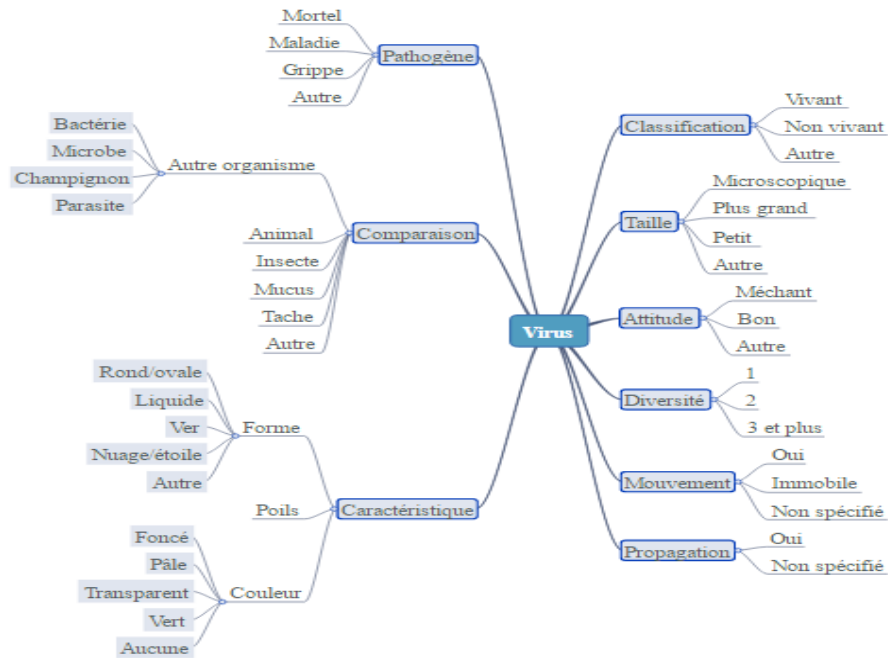 Virus
Pathogène
Mortel
Maladie
Grippe
Autre
Comparaison
Autre organisme
Bactérie
Microbe
Champignon
Parasite
Animal
Insecte
Mucus
Tache
Autre
Caractéristique
Forme
Rond/ovale
Liquide
Ver
Nuage/étoile
Autre
Poils
Couleur
Foncé
Pâle
Transparent
Vert
Aucune
Classification
Vivant
Non vivant
Autre
Taille
Microscopique
Plus grand
Petit
Autre
Attitude
Méchant
Bon
Autre
Diversité
1
2
3 et plus
Mouvement
Oui
Immobile
Non spécifié
Propagation
Oui
Non spécifié